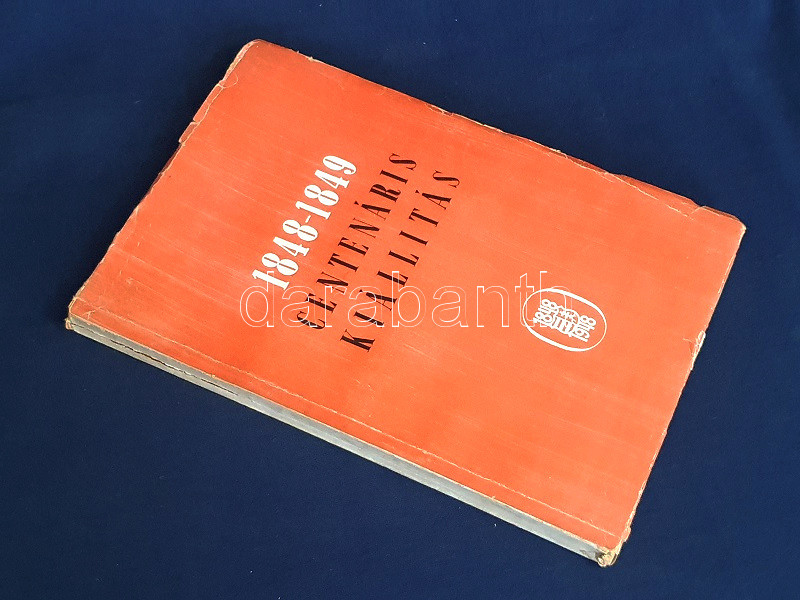 1848-1849
CENTENÁRIS
KIÁLLITÁS
darabanth